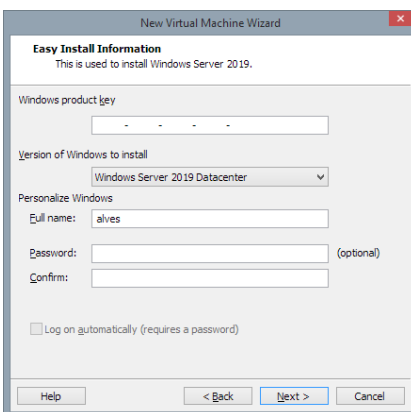 New Virtual Machine Wizard
Easy Install Information
This is used to install Windows Server 2019.
Windows product key
- - - -
Version of Windows to install
Windows Server 2019 Datacenter
Personalize Windows
Full name: alves
Password: (optional)
Confirm:
Log on automatically (requires a password)
Help < Back Next > Cancel